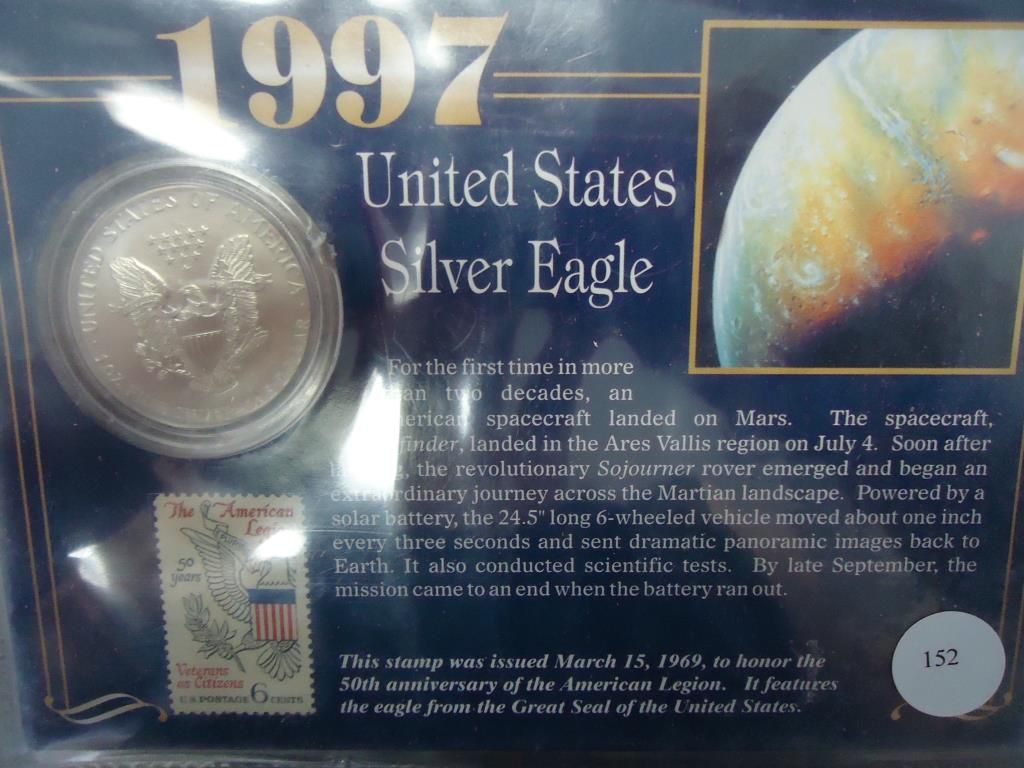 1997
United States
Silver Eagle
UNITED STATES OF AMERICA
For the first time in more
two decades, an
spacecraft landed on Mars. The spacecraft,
landed in the Ares Vallis region on July 4. Soon after
the revolutionary Sojourner rover emerged and began an
extraordinary journey across the Martian landscape. Powered by a
solar battery, the 24.5" long 6-wheeled vehicle moved about one inch
every three seconds and sent dramatic panoramic images back to
Earth. It also conducted scientific tests. By late September, the
mission came to an end when the battery ran out.
The American
Legion
50
years
Veterans
as Citizens
U.S. POSTAGE 6 CENTS
This stamp was issued March 15, 1969, to honor the
50th anniversary of the American Legion. It features
the eagle from the Great Seal of the United States.
152